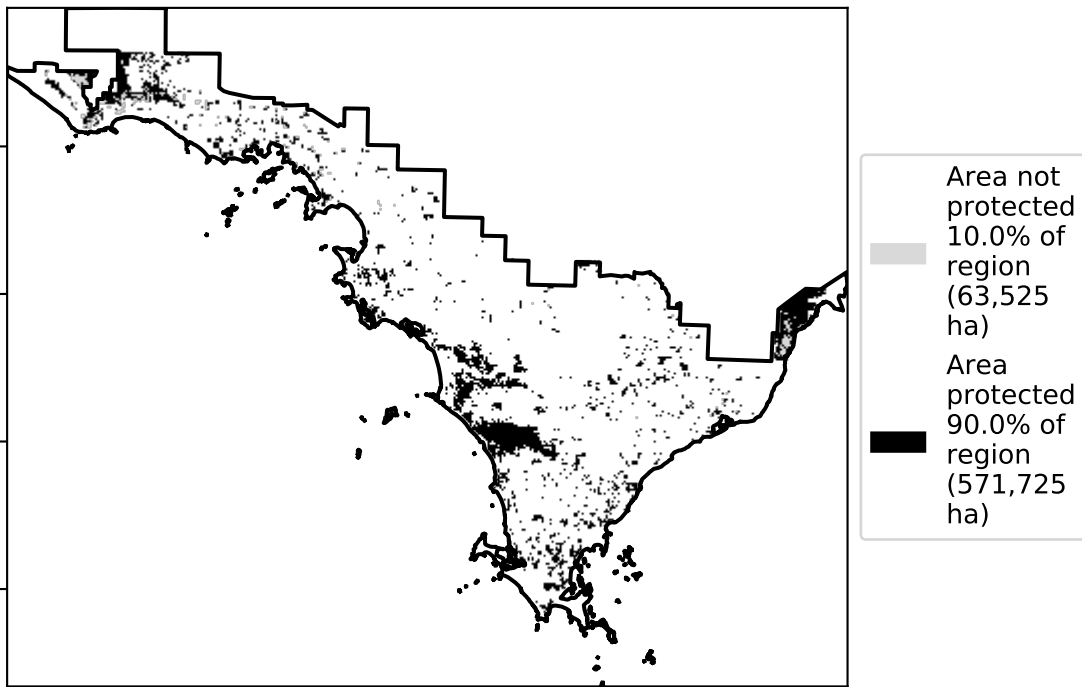 Area not
protected
10.0% of
region
(63,525
ha)
Area
protected
90.0% of
region
(571,725
ha)